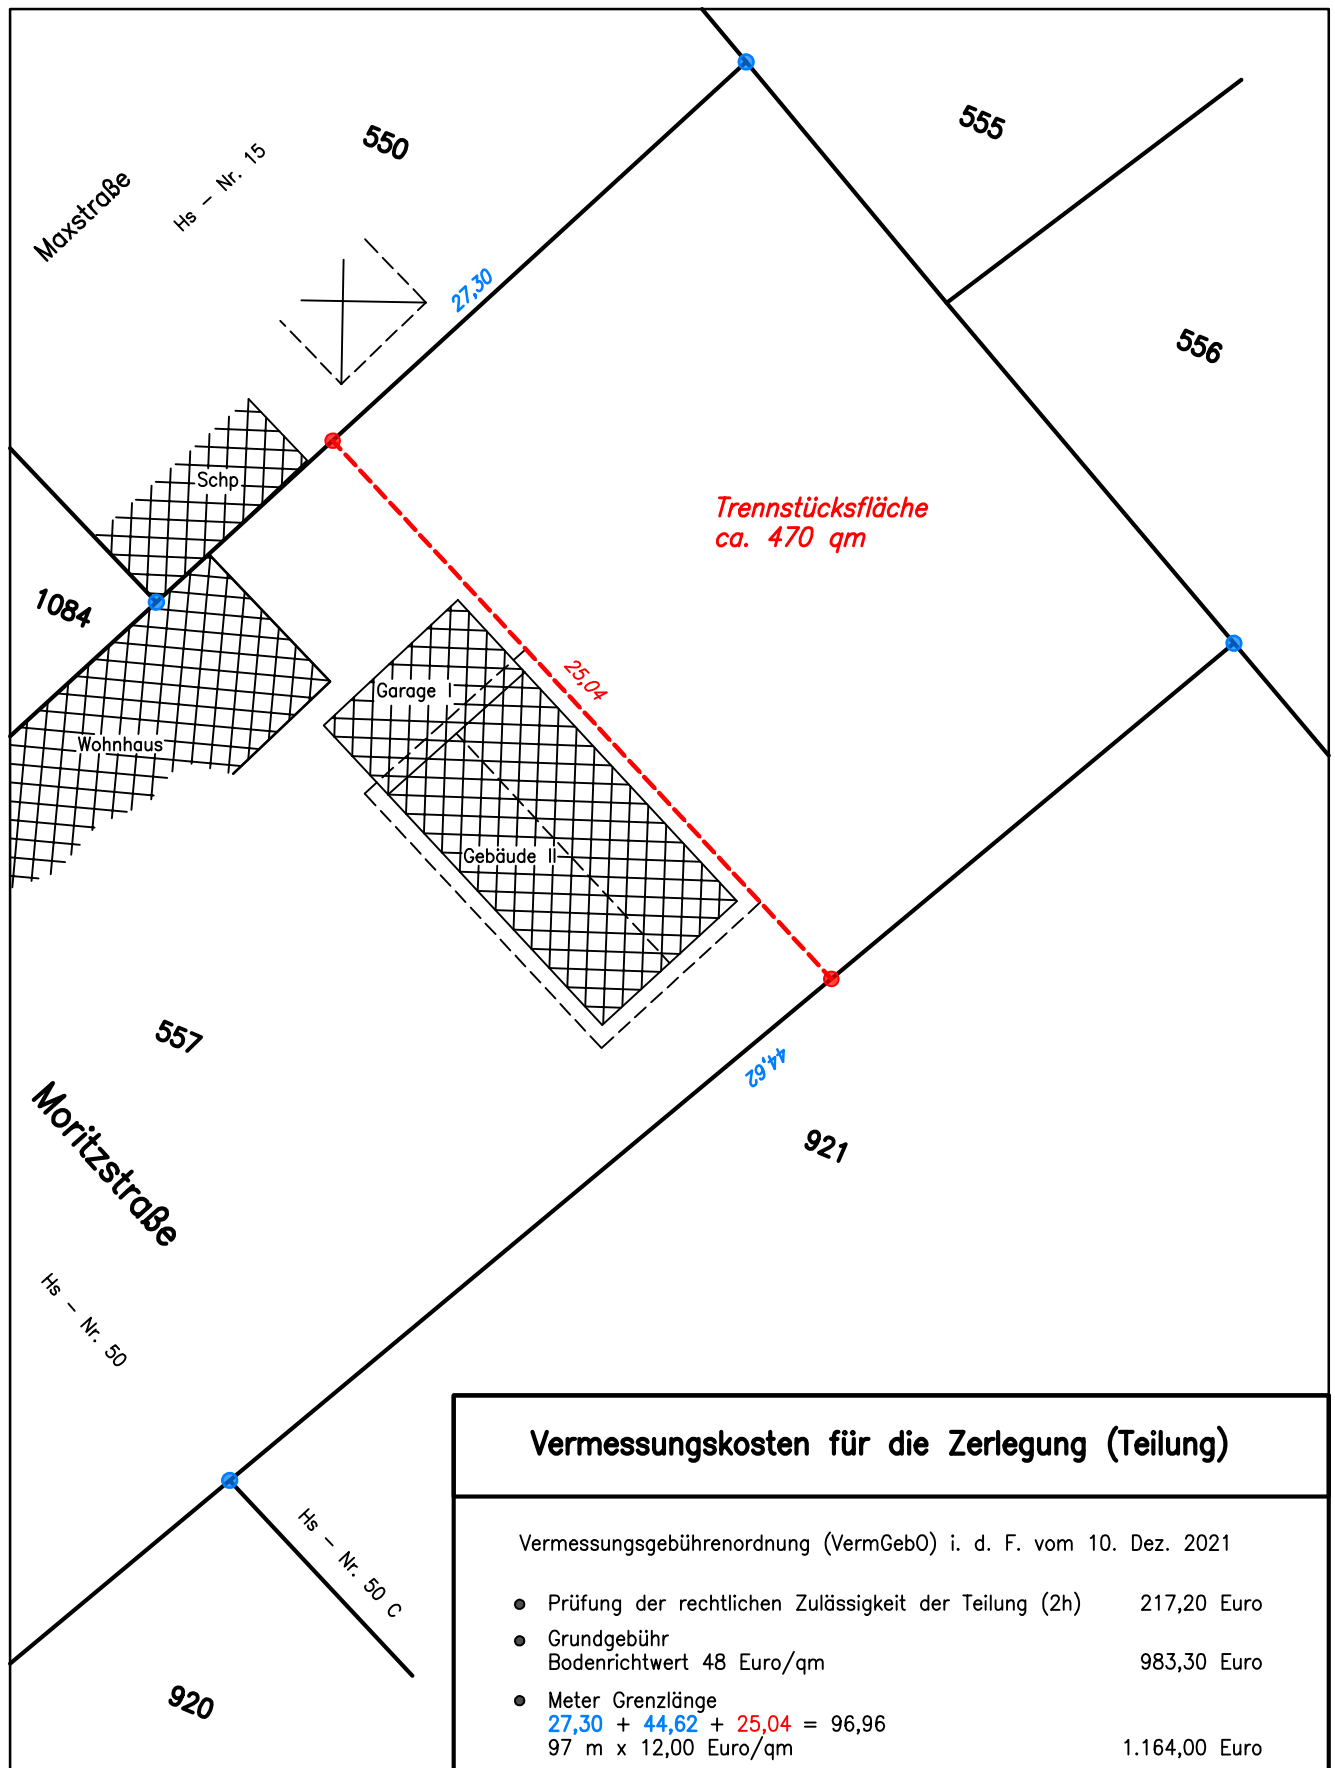 550
555
Maxstraße
Hs – Nr. 15
27,30
556
Schp
Trennstücksfläche
ca. 470 qm
1084
25,04
Garage I
Wohnhaus
Gebäude II
557
44,62
Moritzstraße
921
Hs – Nr. 50
Hs – Nr. 50 C
920
Vermessungskosten für die Zerlegung (Teilung)
Vermessungsgebührenordnung (VermGebO) i. d. F. vom 10. Dez. 2021
● Prüfung der rechtlichen Zulässigkeit der Teilung (2h) 217,20 Euro
● Grundgebühr
Bodenrichtwert 48 Euro/qm 983,30 Euro
● Meter Grenzlänge
27,30 + 44,62 + 25,04 = 96,96
97 m x 12,00 Euro/qm 1.164,00 Euro